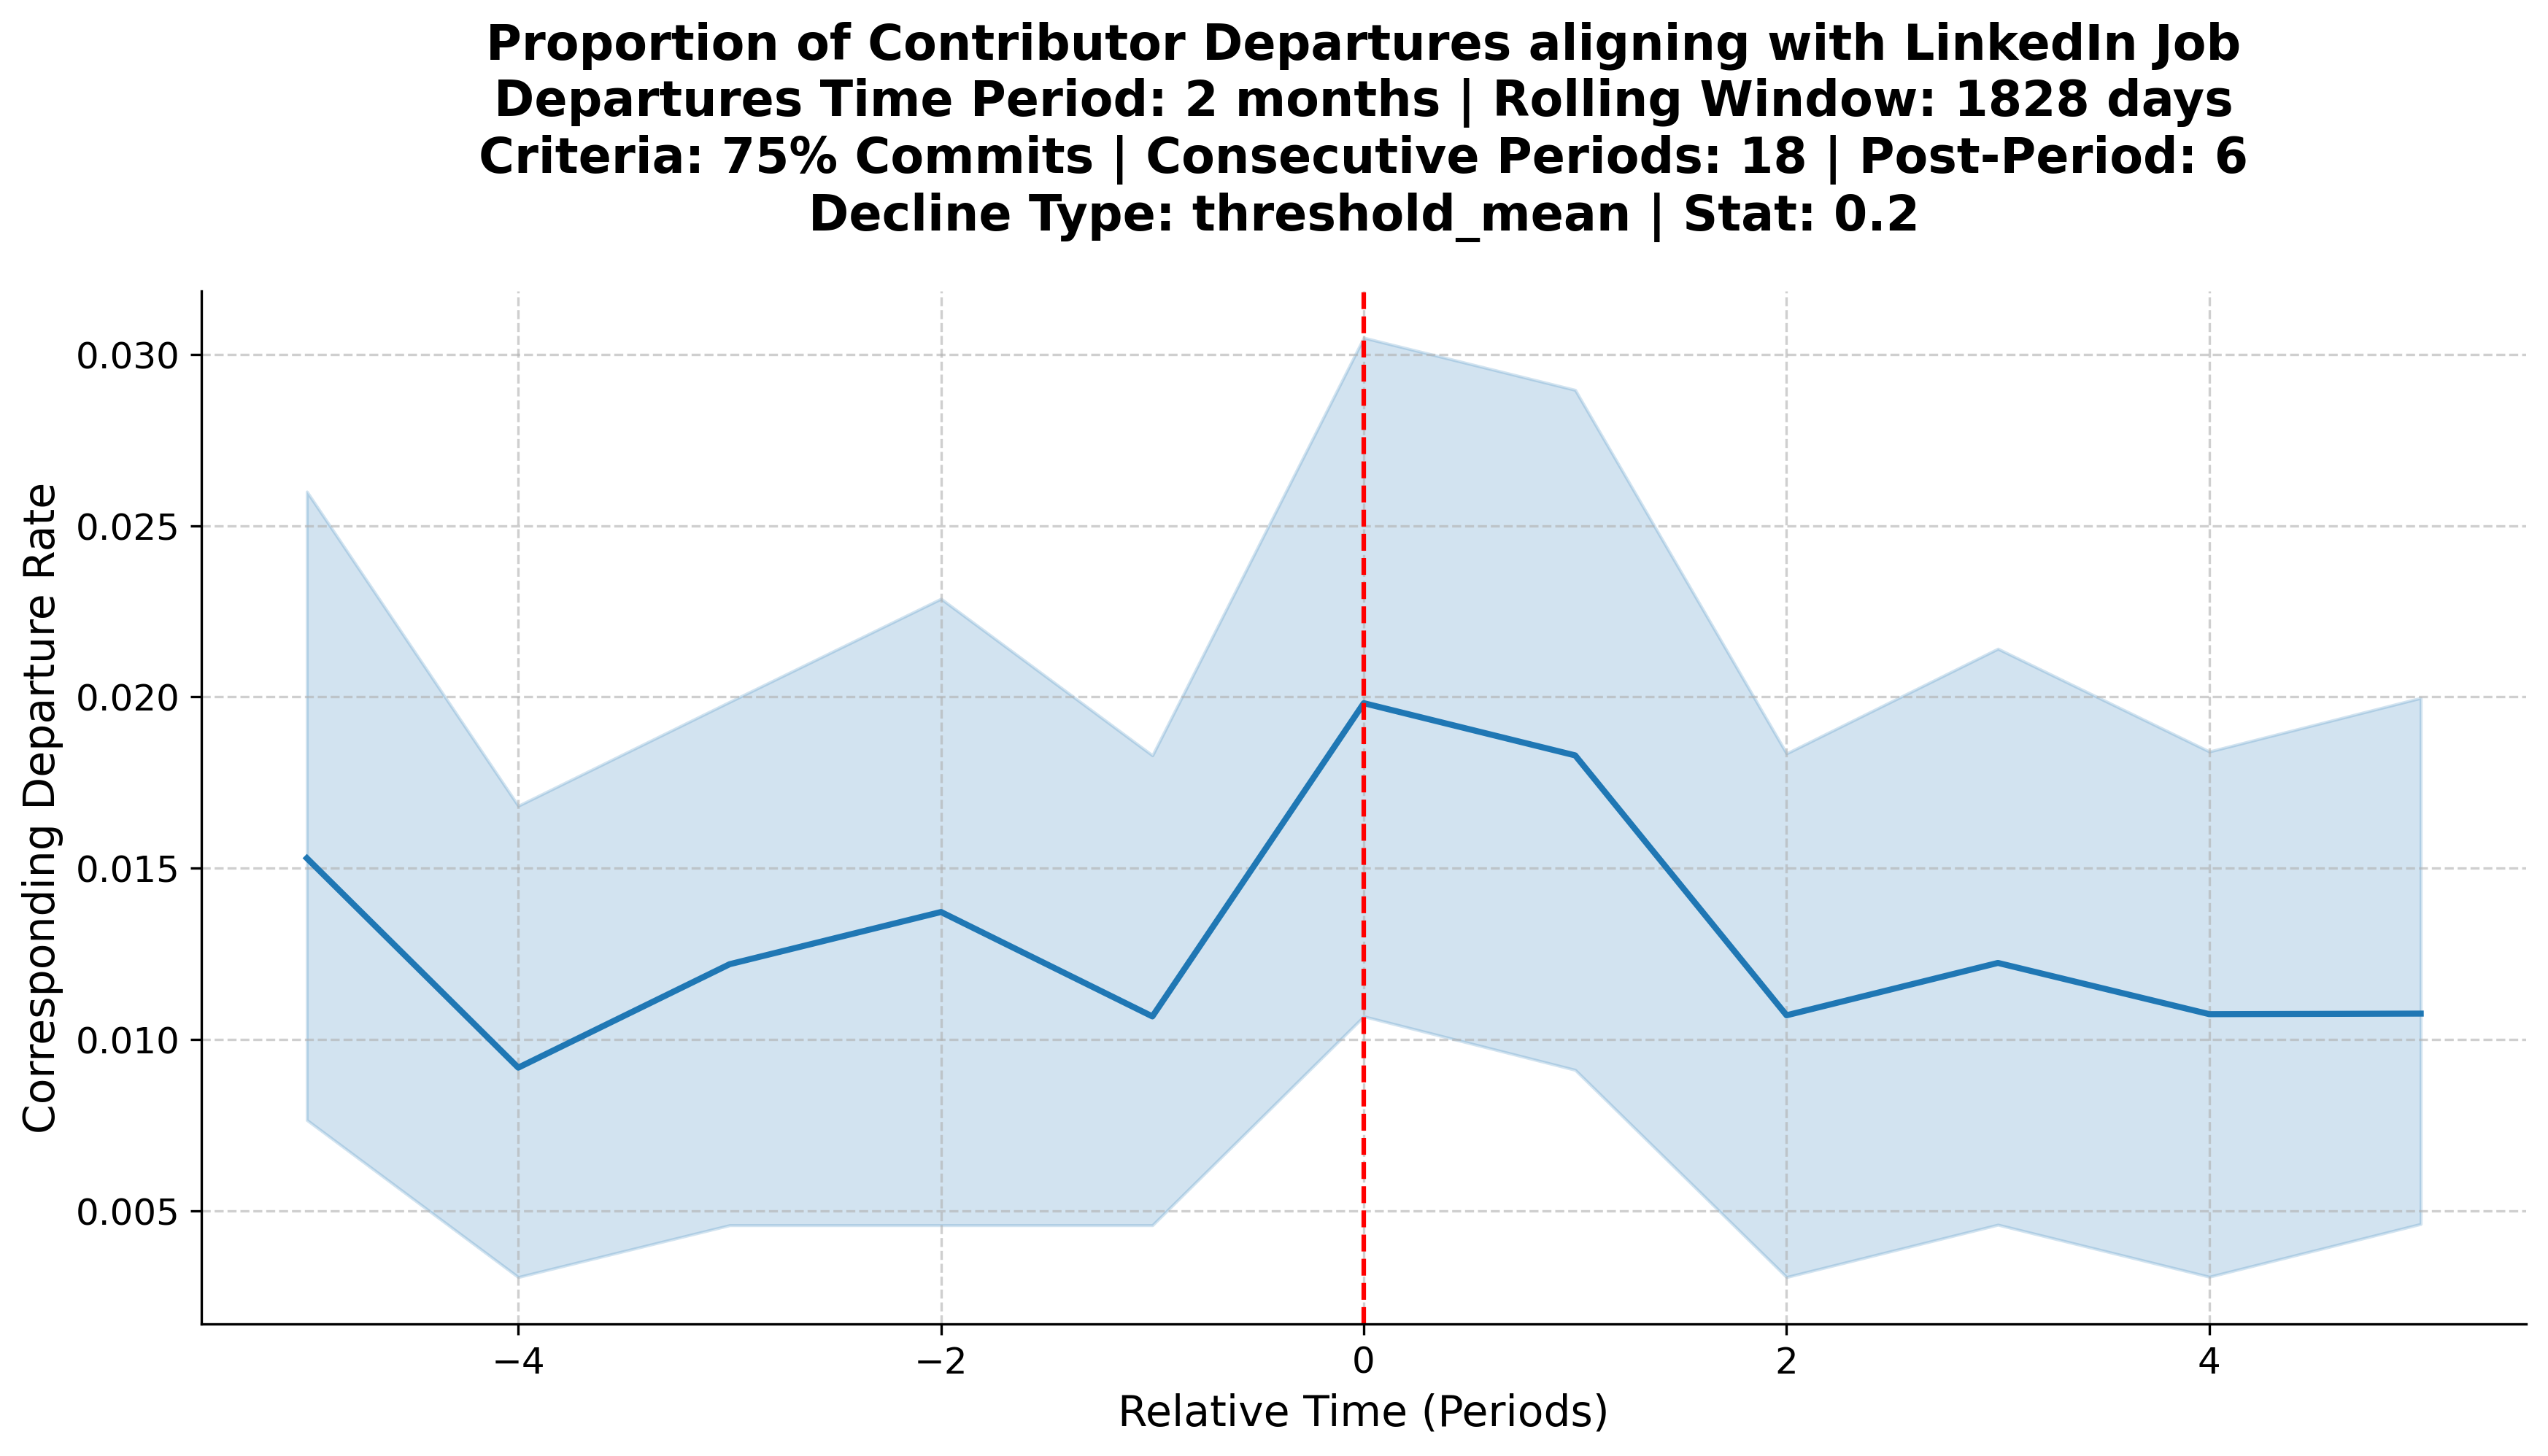 Proportion of Contributor Departures aligning with LinkedIn Job
Departures Time Period: 2 months | Rolling Window: 1828 days
Criteria: 75% Commits | Consecutive Periods: 18 | Post-Period: 6
Decline Type: threshold_mean | Stat: 0.2
0.030
0.025
0.020
0.015
0.010
0.005
Corresponding Departure Rate
−4
−2
0
2
4
Relative Time (Periods)